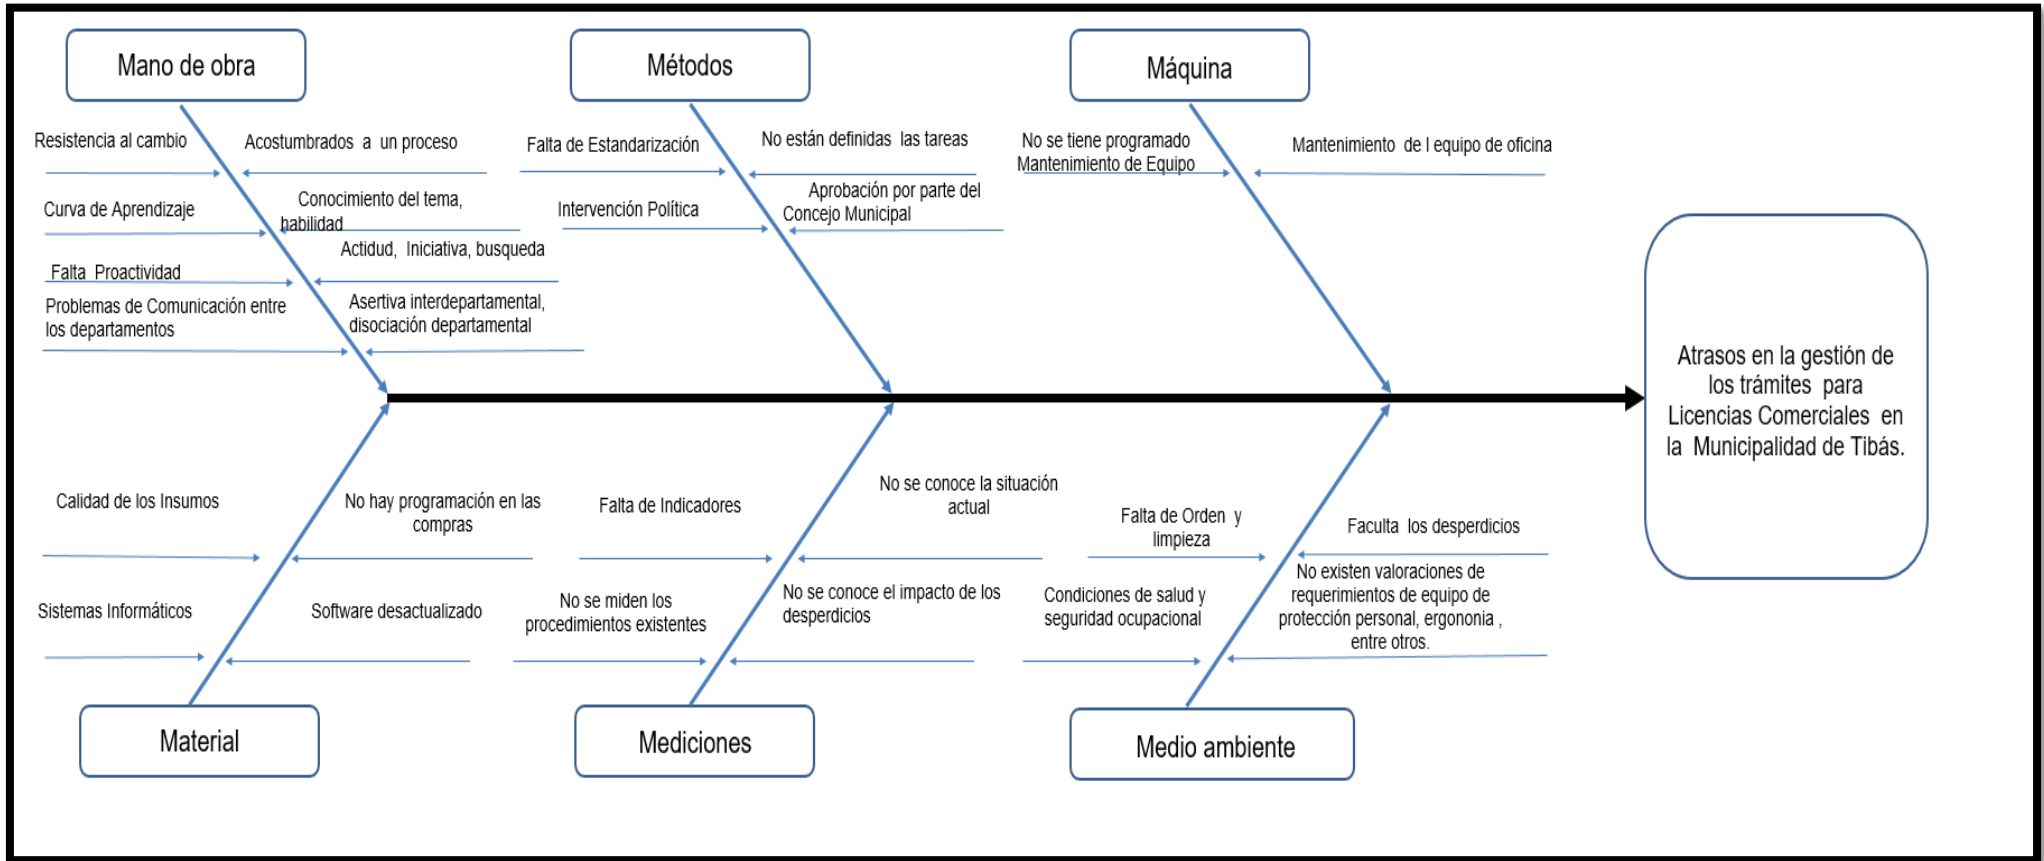 Mano de obra
Métodos
Máquina
Resistencia al cambio
Acostumbrados a un proceso
Curva de Aprendizaje
Conocimiento del tema,
habilidad
Falta Proactividad
Actidud, Iniciativa, busqueda
Problemas de Comunicación entre
los departamentos
Asertiva interdepartamental,
disociación departamental
Falta de Estandarización
No están definidas las tareas
Intervención Política
Aprobación por parte del
Concejo Municipal
No se tiene programado
Mantenimiento de Equipo
Mantenimiento de l equipo de oficina
Atrasos en la gestión de
los trámites para
Licencias Comerciales en
la Municipalidad de Tibás.
Calidad de los Insumos
No hay programación en las
compras
Sistemas Informáticos
Software desactualizado
Falta de Indicadores
No se conoce la situación
actual
No se miden los
procedimientos existentes
No se conoce el impacto de los
desperdicios
Falta de Orden y
limpieza
Faculta los desperdicios
Condiciones de salud y
seguridad ocupacional
No existen valoraciones de
requerimientos de equipo de
protección personal, ergononia ,
entre otros.
Material
Mediciones
Medio ambiente